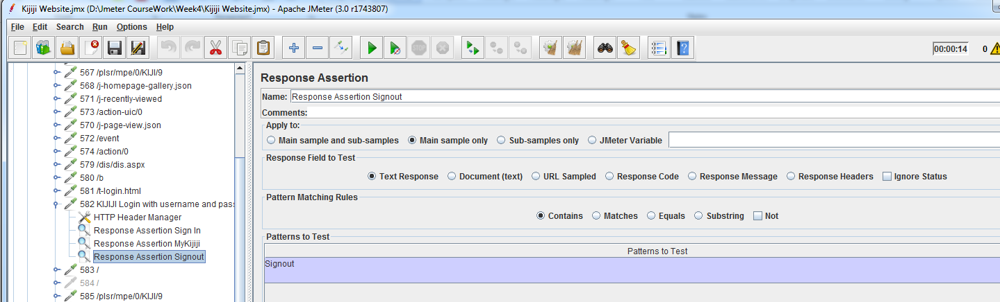 Kijiji Website.jmx (D:\Jmeter CourseWork\Week4\Kijiji Website.jmx) - Apache JMeter (3.0 r1743807)
File Edit Search Run Options Help
00:00:14 0
567 /plsr/mpe/0/KIJI/9
568 /j-homepage-gallery.json
571 /j-recently-viewed
573 /action-uic/0
570 /j-page-view.json
572 /event
574 /action/0
579 /dis/dis.aspx
580 /b
581 /t-login.html
582 KIJIJI Login with username and pas
HTTP Header Manager
Response Assertion Sign In
Response Assertion MyKijiji
Response Assertion Signout
583 /
584 /
585 /plsr/mpe/0/KIJI/9
Response Assertion
Name: Response Assertion Signout
Comments:
Apply to:
Main sample and sub-samples Main sample only Sub-samples only JMeter Variable
Response Field to Test
Text Response Document (text) URL Sampled Response Code Response Message Response Headers Ignore Status
Pattern Matching Rules
Contains Matches Equals Substring Not
Patterns to Test
Patterns to Test
Signout